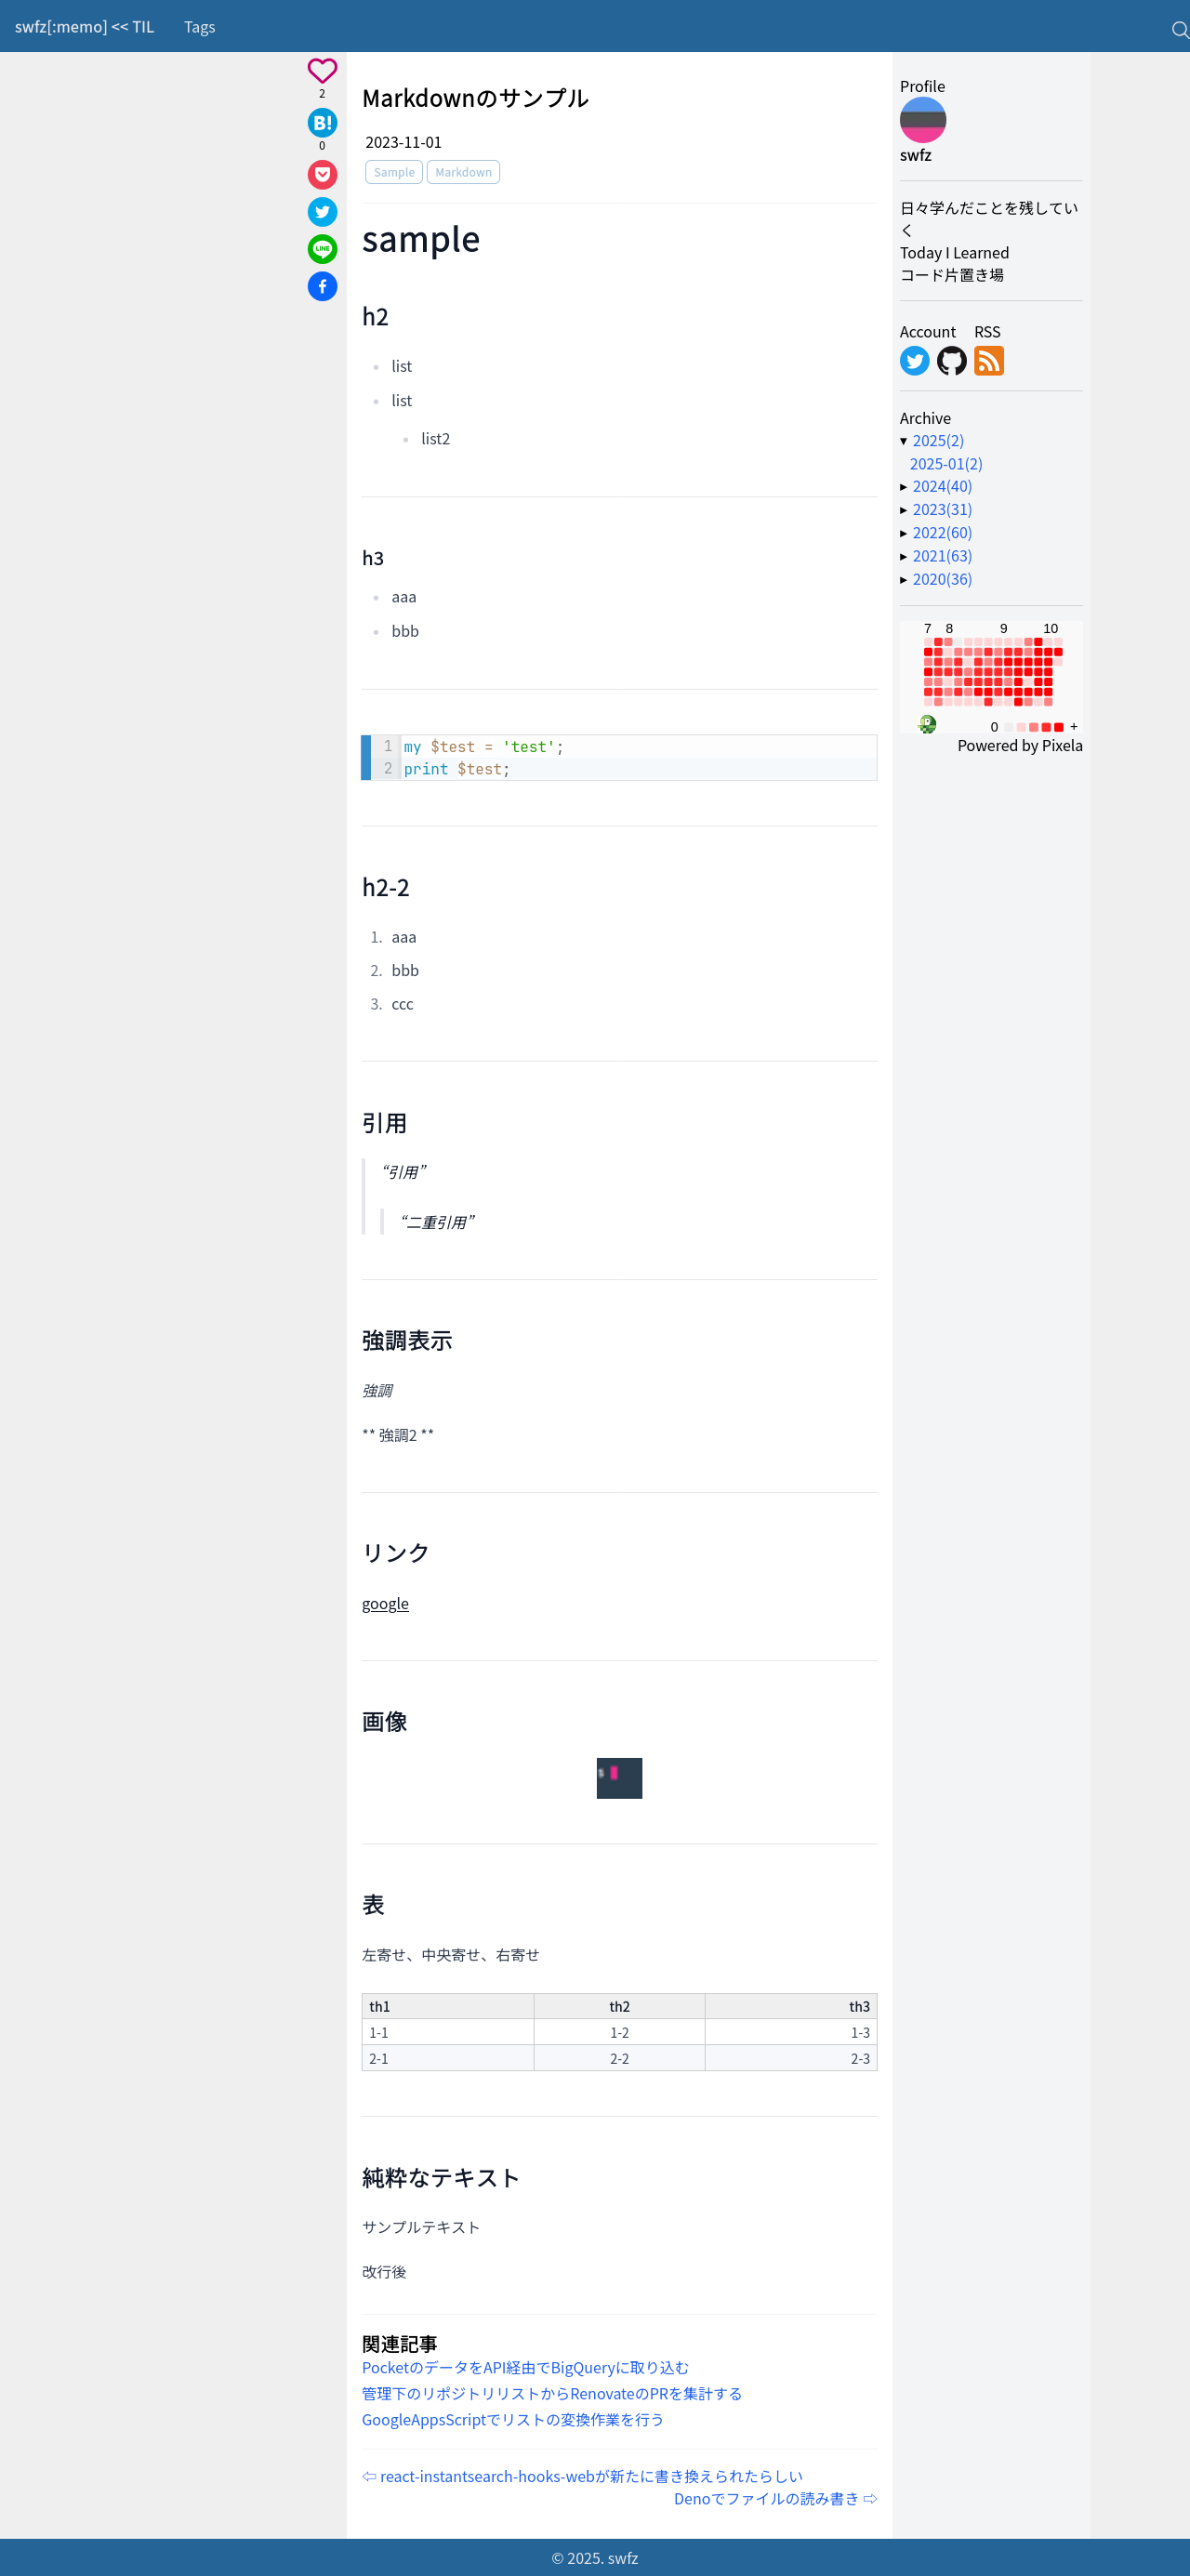 swfz[:memo] << TIL Tags
2
B!
0
LINE
Markdownのサンプル
2023-11-01
Sample Markdown
sample
h2
list
list
list2
h3
aaa
bbb
1 my $test = 'test';
2 print $test;
h2-2
1. aaa
2. bbb
3. ccc
引用
“引用”
“二重引用”
強調表示
強調
** 強調2 **
リンク
google
画像
表
左寄せ、中央寄せ、右寄せ
th1 th2 th3
1-1 1-2 1-3
2-1 2-2 2-3
純粋なテキスト
サンプルテキスト
改行後
関連記事
PocketのデータをAPI経由でBigQueryに取り込む
管理下のリポジトリリストからRenovateのPRを集計する
GoogleAppsScriptでリストの変換作業を行う
⇦ react-instantsearch-hooks-webが新たに書き換えられたらしい
Denoでファイルの読み書き ⇨
Profile
swfz
日々学んだことを残してい
く
Today I Learned
コード片置き場
Account RSS
Archive
▾ 2025(2)
2025-01(2)
▸ 2024(40)
▸ 2023(31)
▸ 2022(60)
▸ 2021(63)
▸ 2020(36)
7 8 9 10
0 +
Powered by Pixela
© 2025. swfz